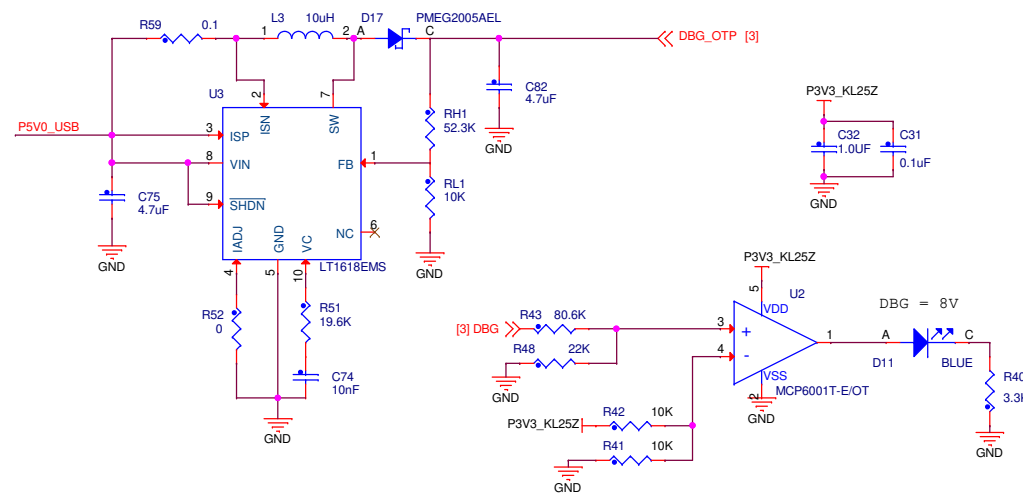 R59 0.1
L3 10uH
D17 PMEG2005AEL
1 2 A C
DBG_OTP [3]
U3
2
7
C82
4.7uF
GND
P3V3_KL25Z
ISN
SW
RH1
52.3K
P5V0_USB
3 ISP
C32
1.0UF
C31
0.1uF
8 VIN
FB 1
GND
C75
4.7uF
9 SHDN
RL1
10K
GND
IADJ
GND
VC
NC 6
GND
4
5
10
LT1618EMS
P3V3_KL25Z
R52
0
R51
19.6K
5
U2
VDD
DBG = 8V
[3] DBG
R43 80.6K
3
+
1
A C
R48 22K
4
-
D11
BLUE
C74
10nF
GND
VSS
2
MCP6001T-E/OT
R40
3.3K
GND
GND
P3V3_KL25Z
R42 10K
R41 10K
GND
GND